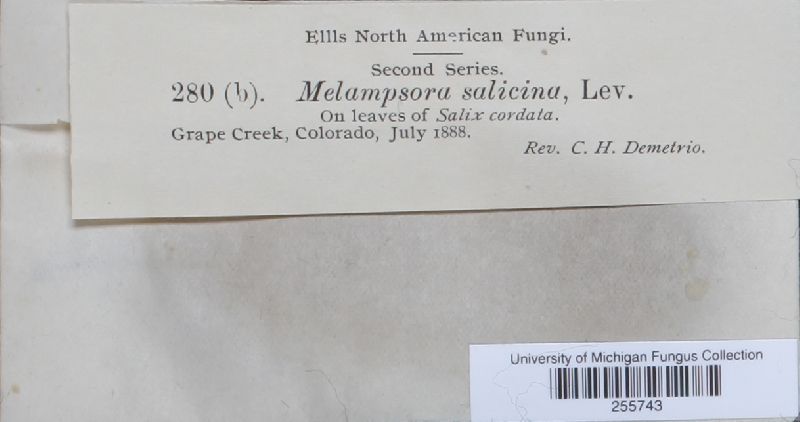 Ellls North American Fungi.
Second Series.
280 (b). Melampsora salicina, Lev.
On leaves of Salix cordata.
Grape Creek, Colorado, July 1888.
Rev. C. H. Demetrio.
University of Michigan Fungus Collection
255743